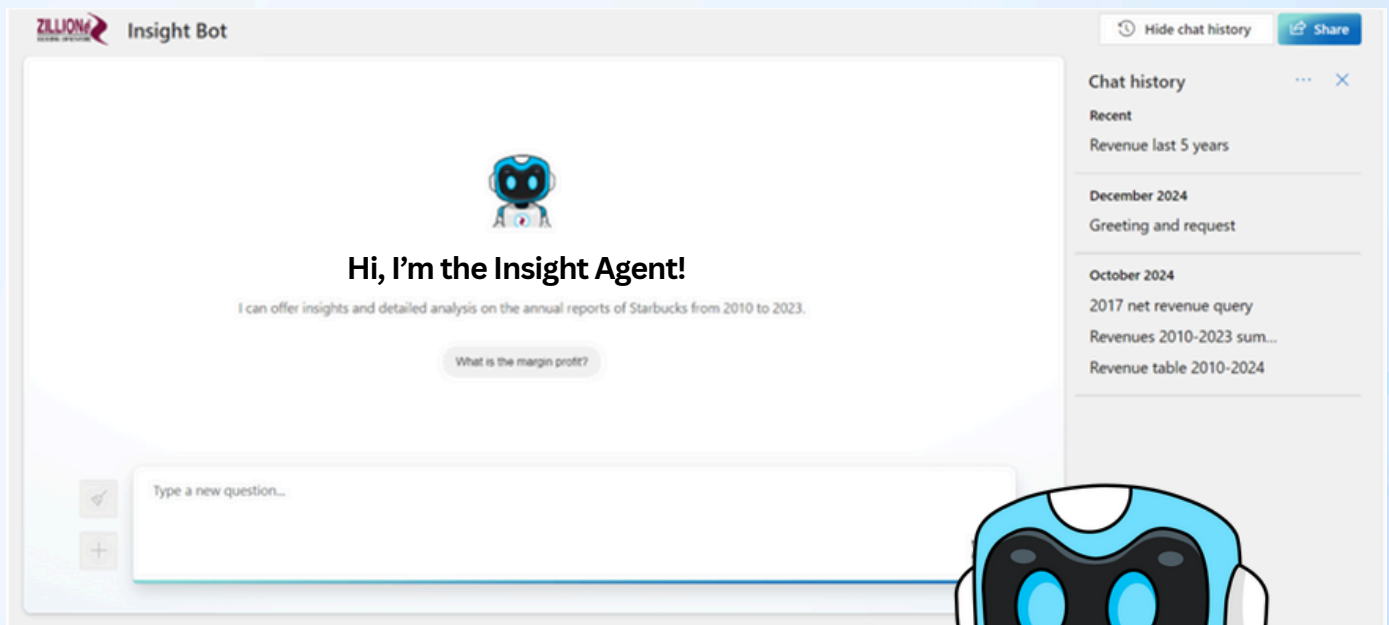 ZILLIONe
Insight Bot
Hide chat history
Share
Hi, I'm the Insight Agent!
I can offer insights and detailed analysis on the annual reports of Starbucks from 2010 to 2023.
What is the margin profit?
Type a new question...
Chat history
Recent
Revenue last 5 years
December 2024
Greeting and request
October 2024
2017 net revenue query
Revenues 2010-2023 sum...
Revenue table 2010-2024